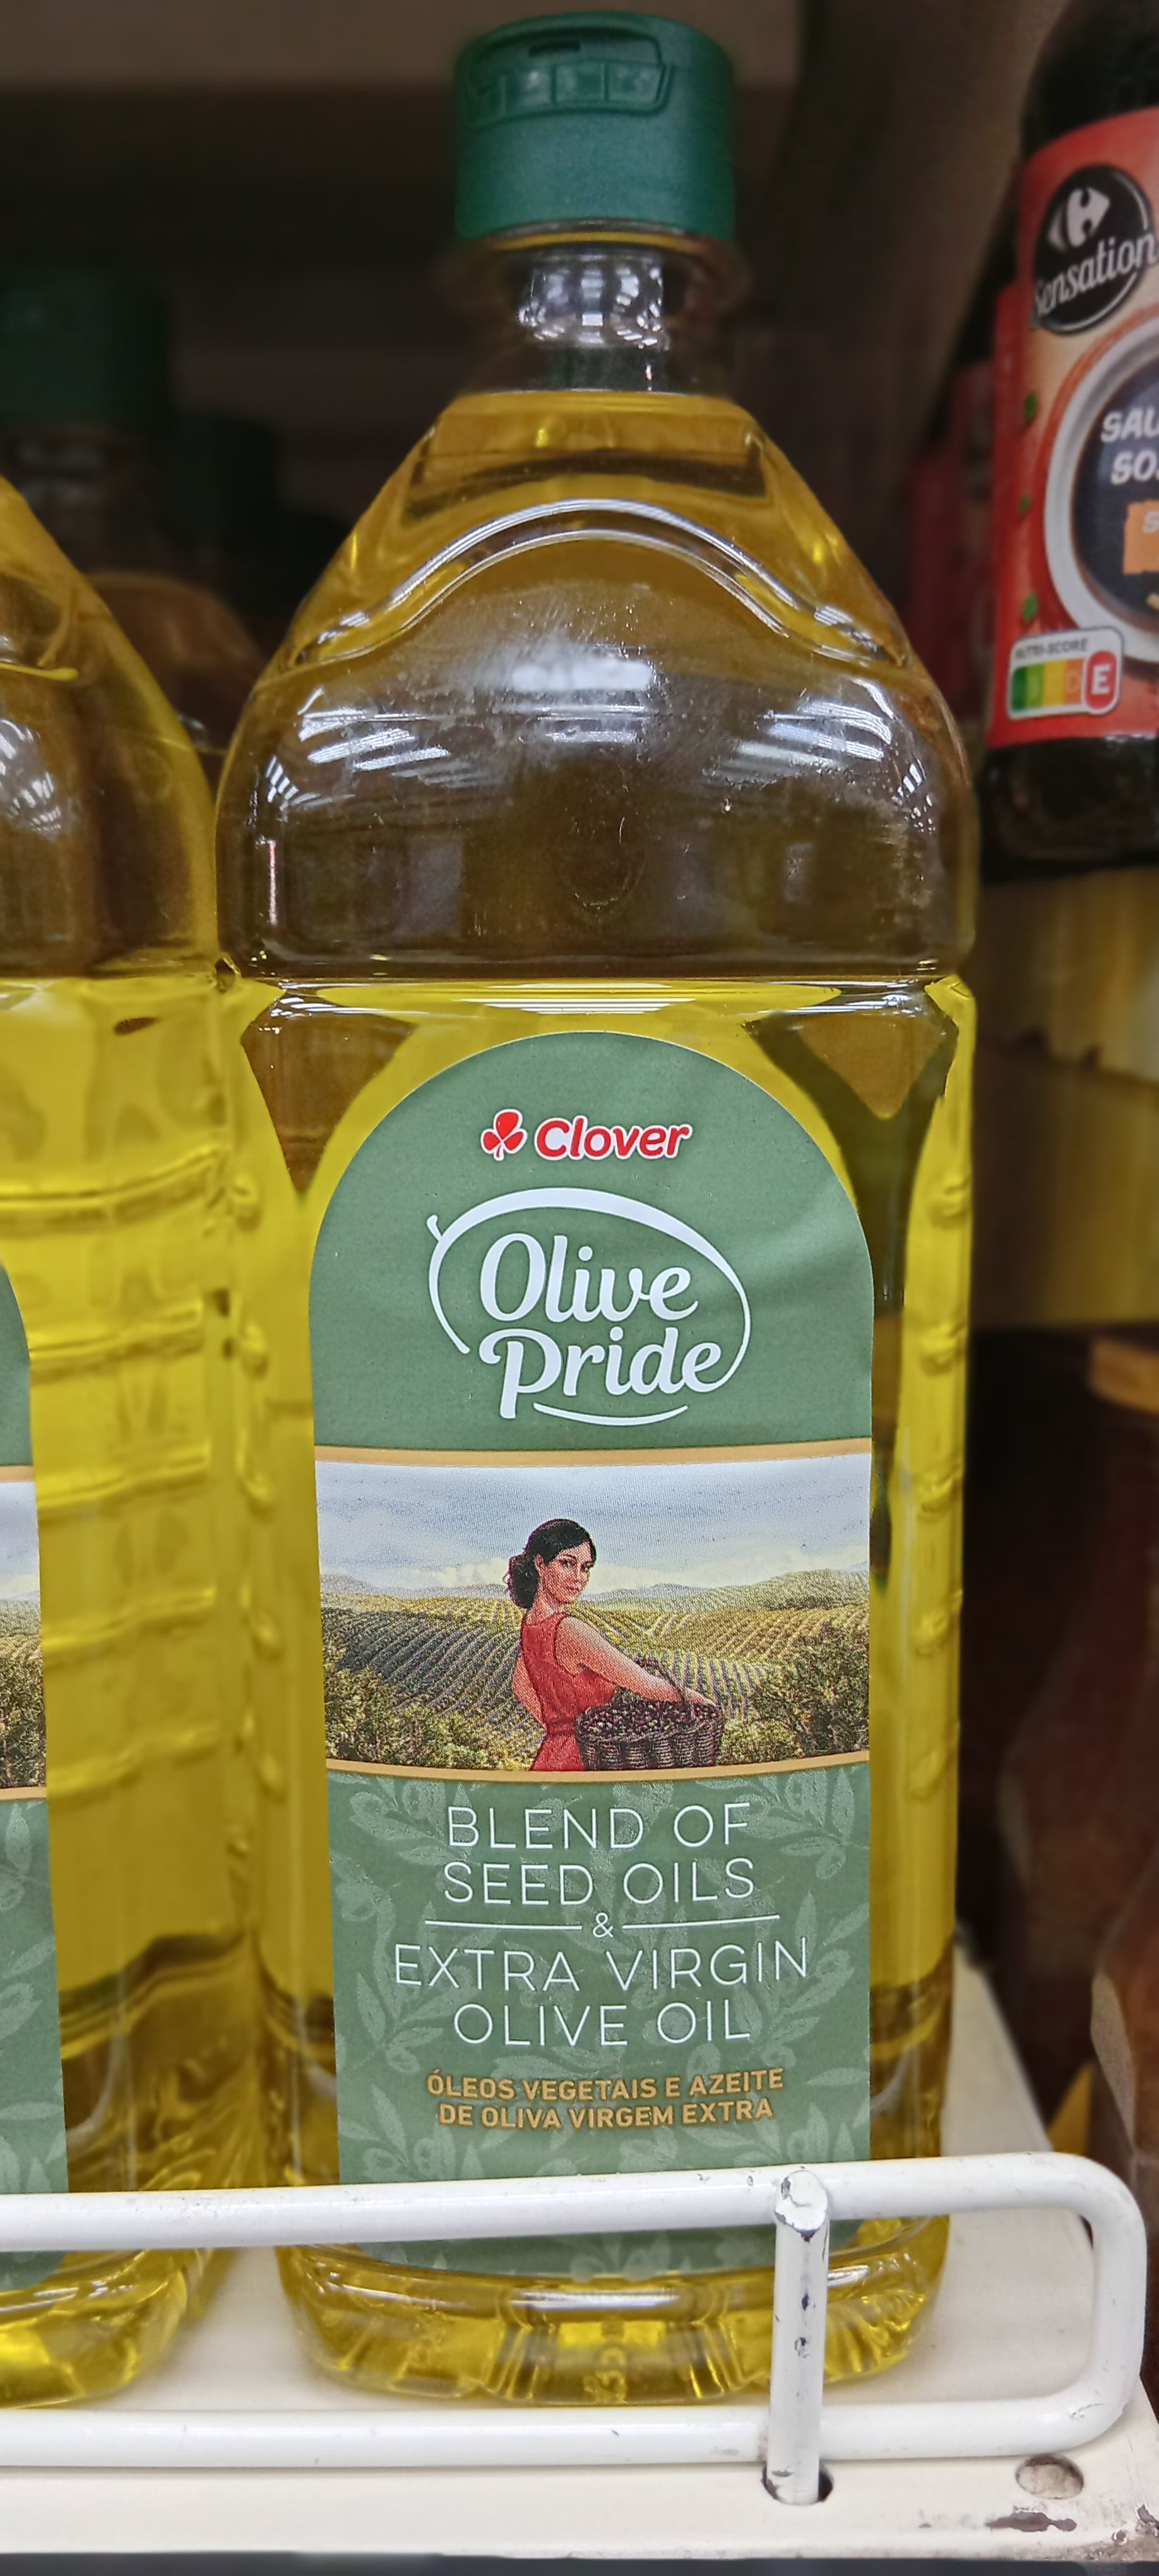 Clover
Olive
Pride
BLEND OF
SEED OILS
&
EXTRA VIRGIN
OLIVE OIL
ÓLEOS VEGETAIS E AZEITE
DE OLIVA VIRGEM EXTRA
Sensation
NUTRI-SCORE
E